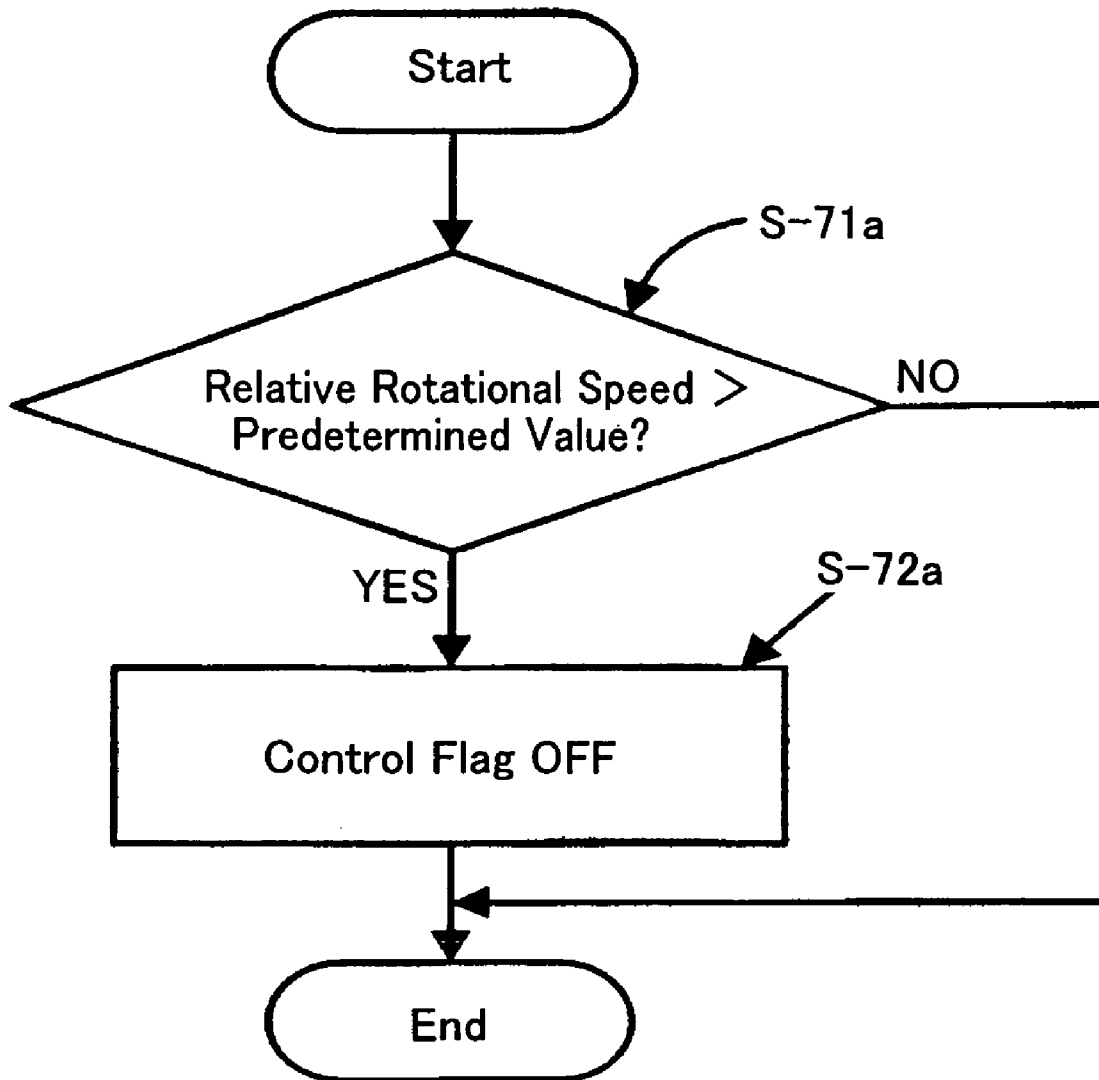 Start
S-71a
Relative Rotational Speed >
Predetermined Value?
NO
YES
S-72a
Control Flag OFF
End